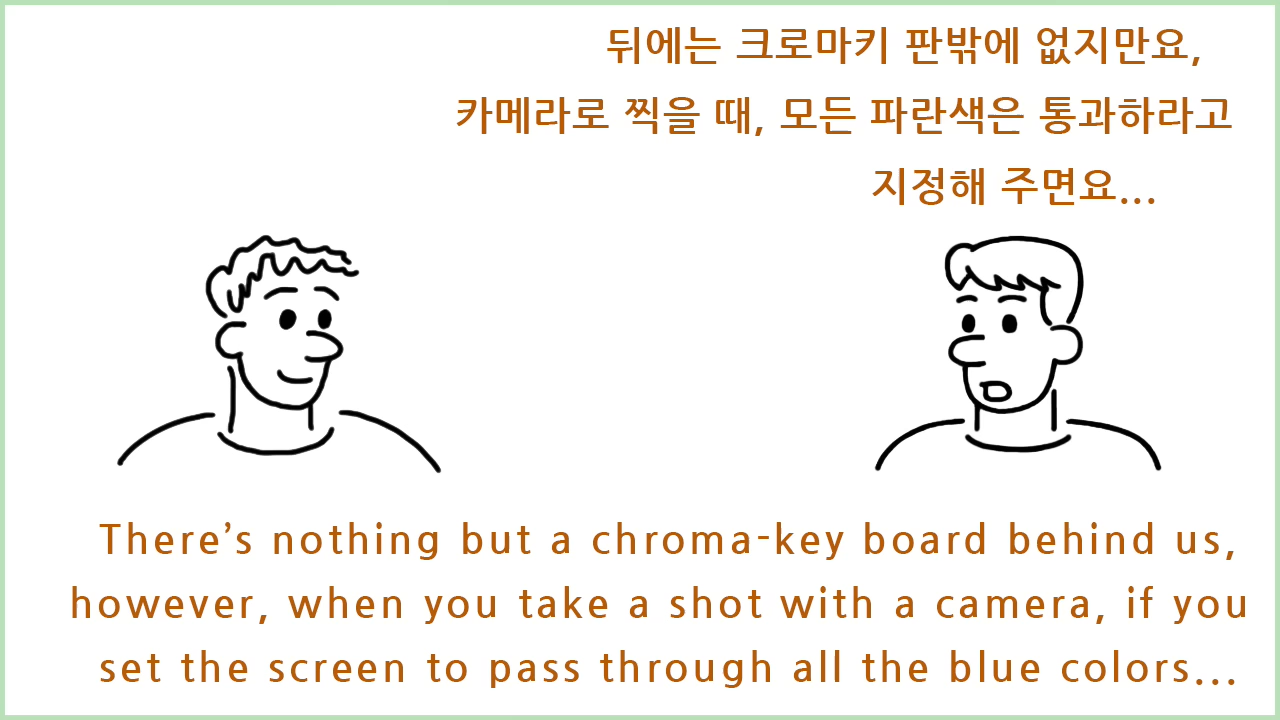 뒤에는 크로마키 판밖에 없지만요,
카메라로 찍을 때, 모든 파란색은 통과하라고
지정해 주면요...
There’s nothing but a chroma-key board behind us,
however, when you take a shot with a camera, if you
set the screen to pass through all the blue colors...